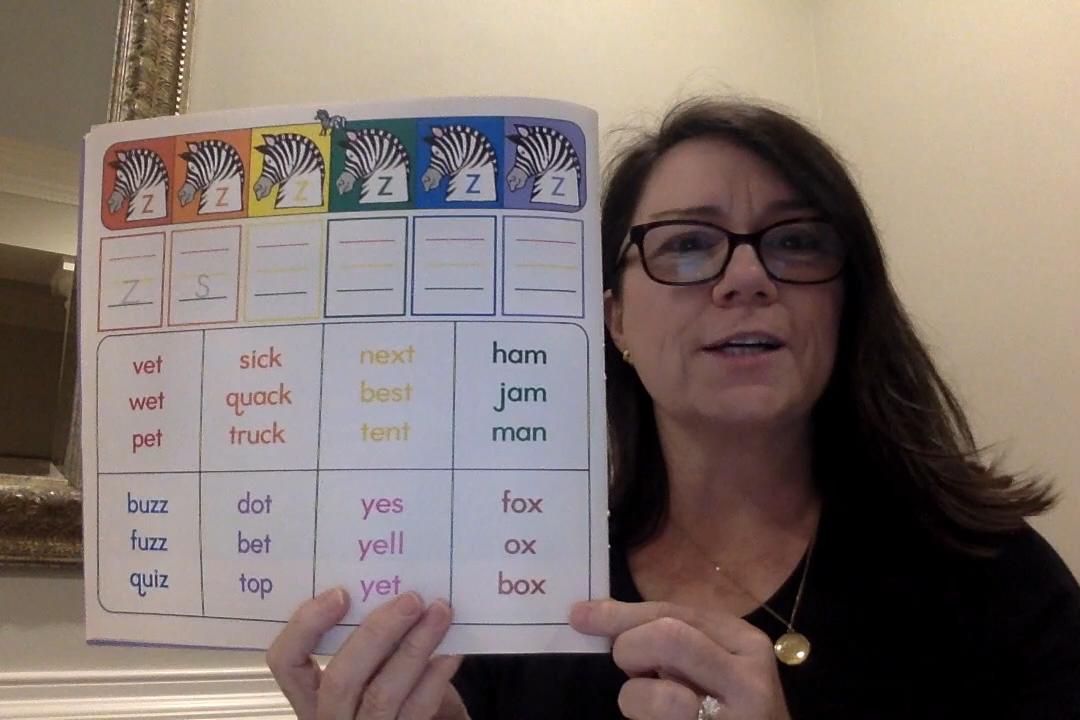 z z z z z z
z s
vet sick next ham
wet quack best jam
pet truck tent man
buzz dot yes fox
fuzz bet yell ox
quiz top yet box